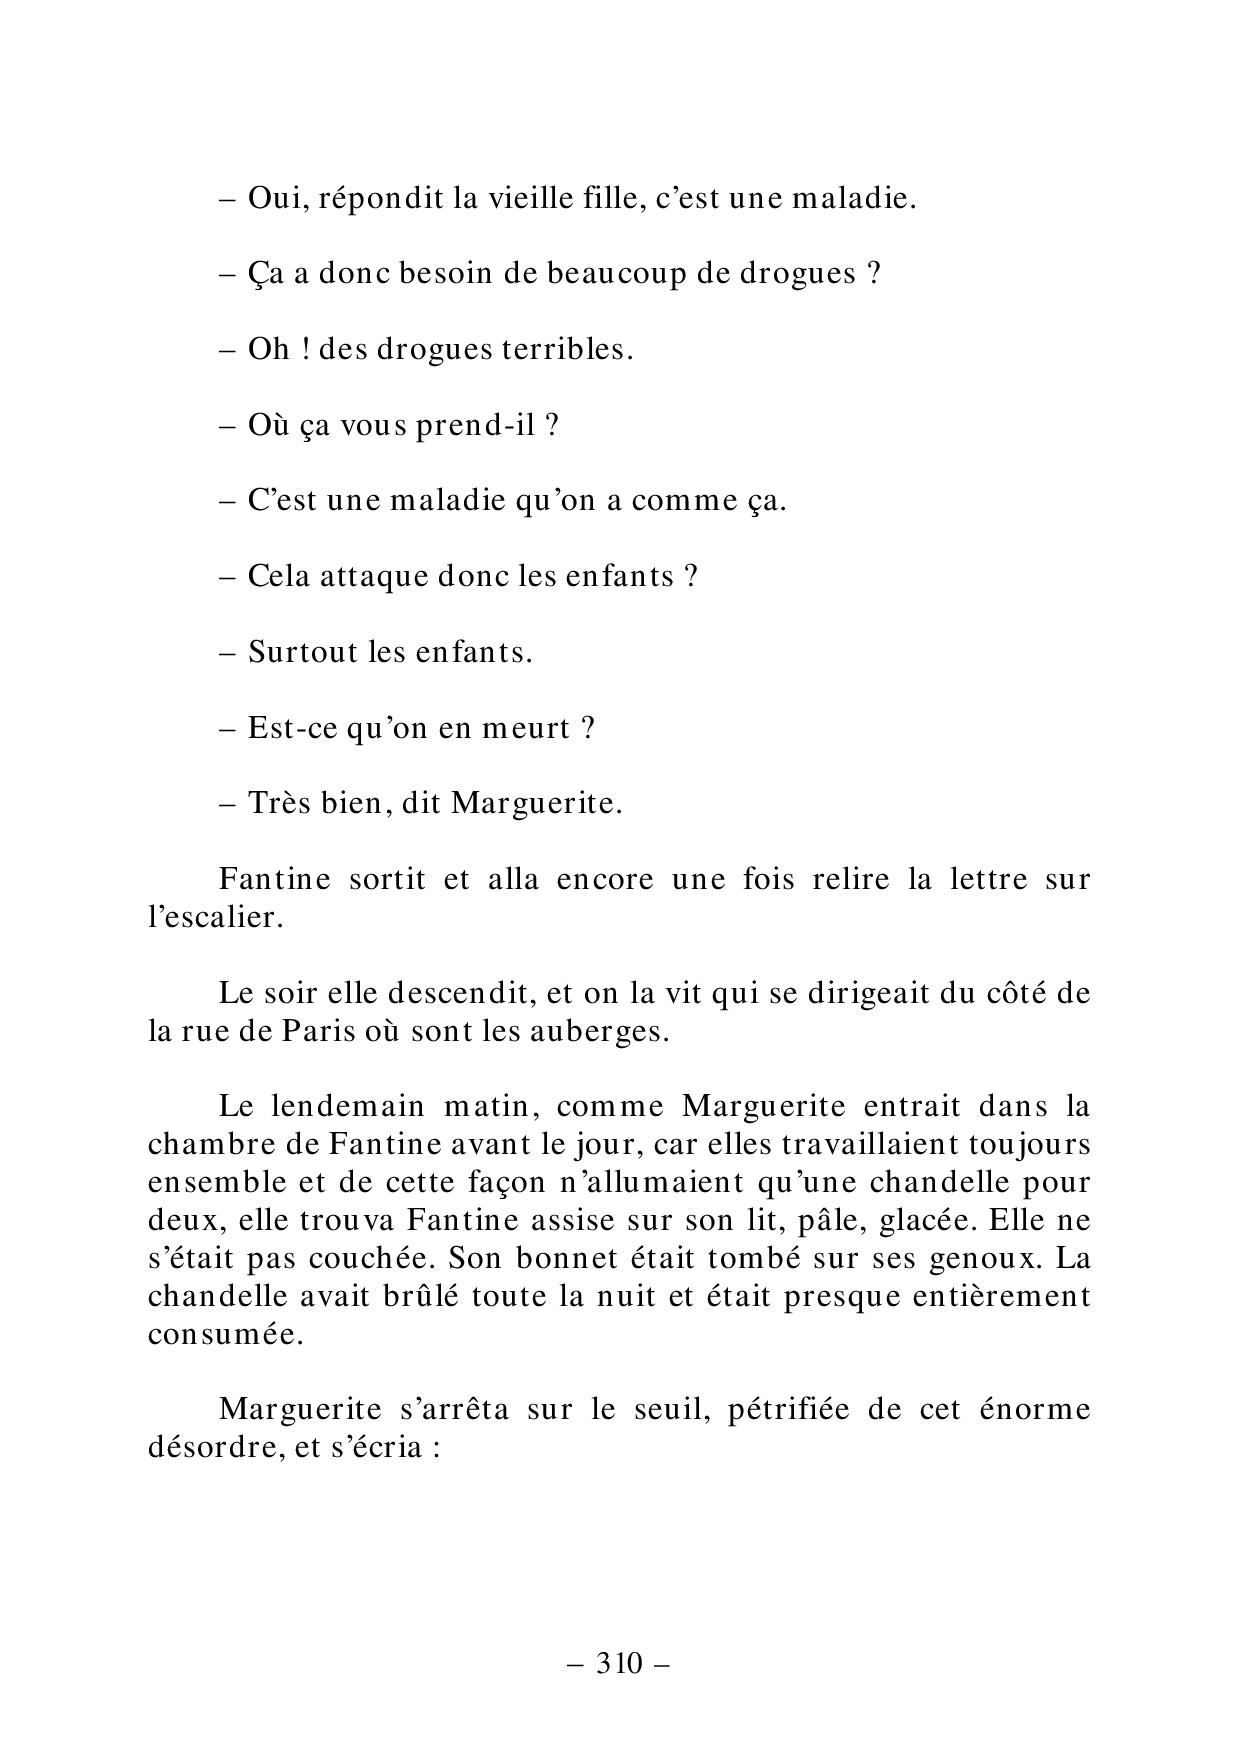 – Oui, répondit la vieille fille, c’est une maladie.
– Ça a donc besoin de beaucoup de drogues ?
– Oh ! des drogues terribles.
– Où ça vous prend-il ?
– C’est une maladie qu’on a comme ça.
– Cela attaque donc les enfants ?
– Surtout les enfants.
– Est-ce qu’on en meurt ?
– Très bien, dit Marguerite.
Fantine sortit et alla encore une fois relire la lettre sur
l’escalier.
Le soir elle descendit, et on la vit qui se dirigeait du côté de
la rue de Paris où sont les auberges.
Le lendemain matin, comme Marguerite entrait dans la
chambre de Fantine avant le jour, car elles travaillaient toujours
ensemble et de cette façon n’allumaient qu’une chandelle pour
deux, elle trouva Fantine assise sur son lit, pâle, glacée. Elle ne
s’était pas couchée. Son bonnet était tombé sur ses genoux. La
chandelle avait brûlé toute la nuit et était presque entièrement
consumée.
Marguerite s’arrêta sur le seuil, pétrifiée de cet énorme
désordre, et s’écria :
– 310 –